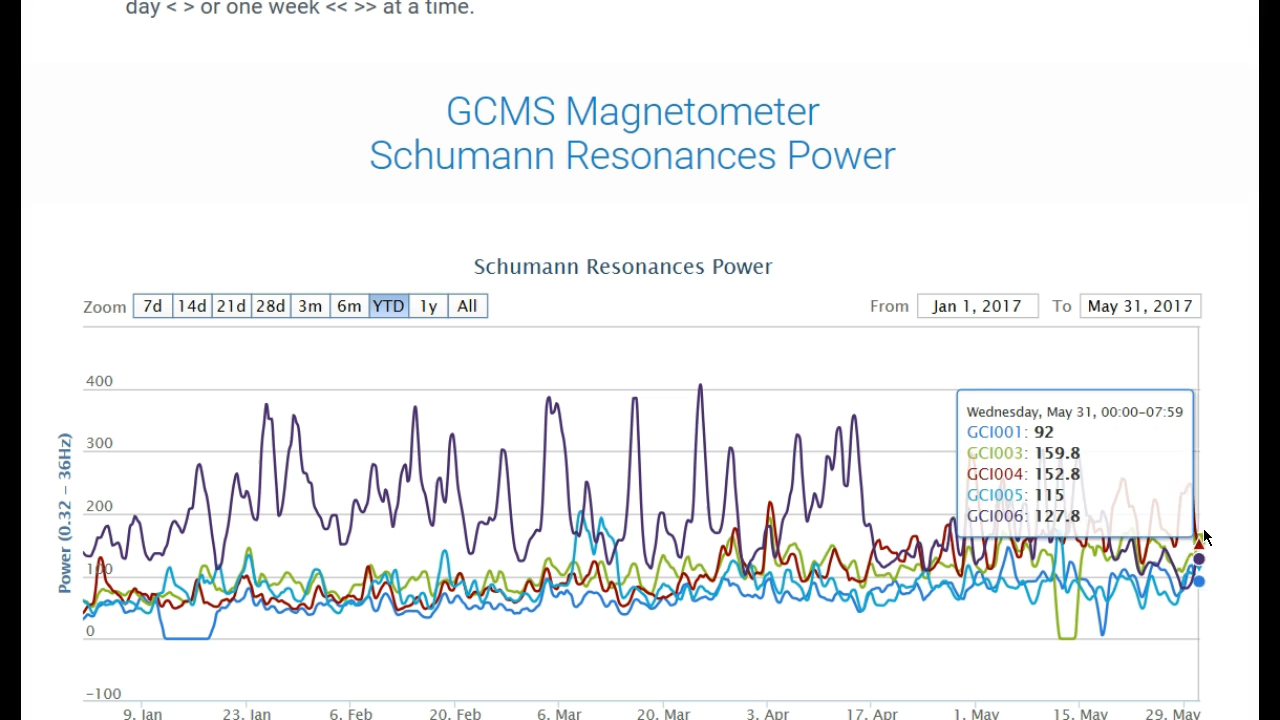 day < > or one week << >> at a time.
GCMS Magnetometer
Schumann Resonances Power
Schumann Resonances Power
Zoom 7d 14d 21d 28d 3m 6m YTD 1y All From Jan 1, 2017 To May 31, 2017
400
300
200
100
0
-100
Power (0.32 – 36Hz)
Wednesday, May 31, 00:00-07:59
GCI001: 92
GCI003: 159.8
GCI004: 152.8
GCI005: 115
GCI006: 127.8
9. Jan 23. Jan 6. Feb 20. Feb 6. Mar 20. Mar 3. Apr 17. Apr 1. May 15. May 29. May